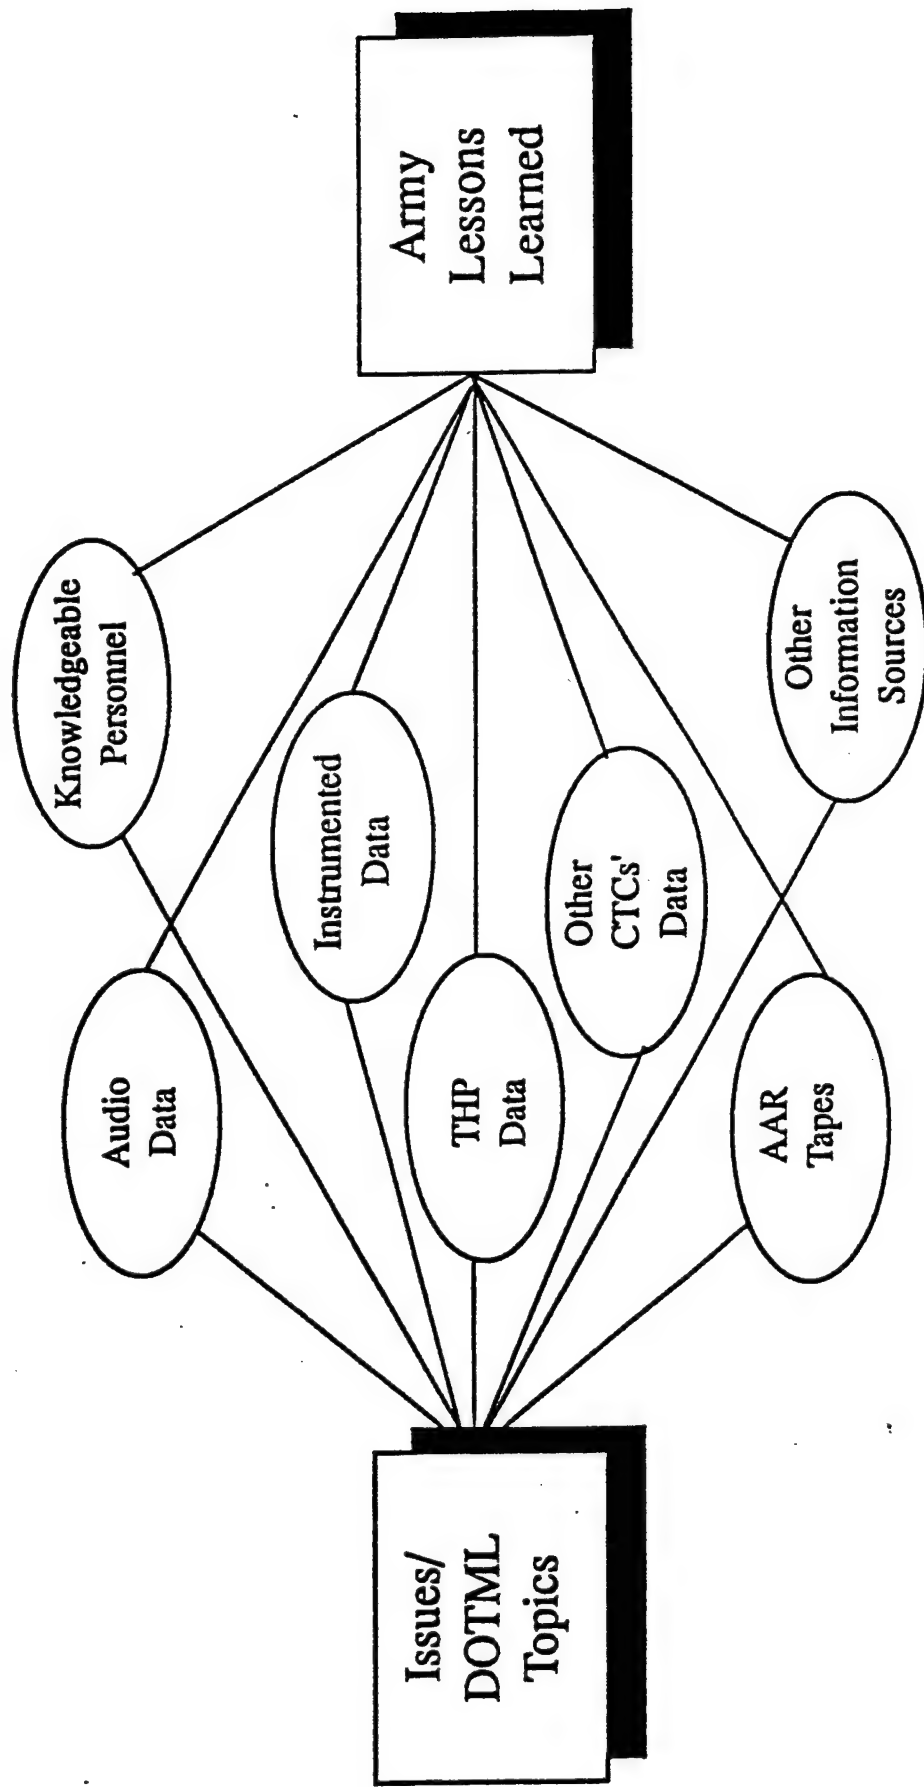 Issues/
DOTML
Topics
Audio
Data
Knowledgeable
Personnel
Instrumented
Data
THP
Data
Other
CTCs'
Data
AAR
Tapes
Other
Information
Sources
Army
Lessons
Learned